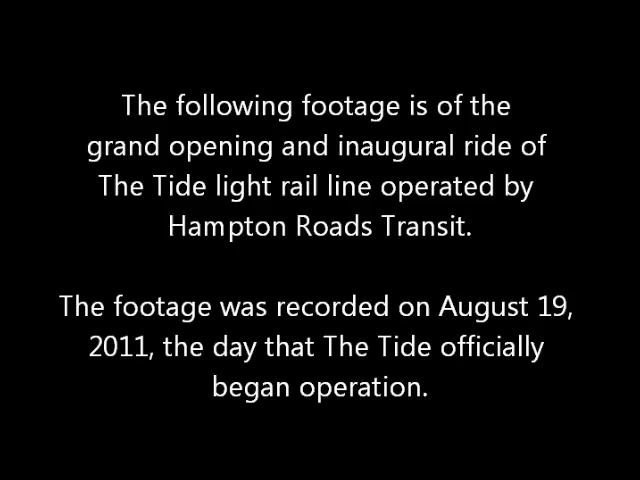 The following footage is of the
grand opening and inaugural ride of
The Tide light rail line operated by
Hampton Roads Transit.
The footage was recorded on August 19,
2011, the day that The Tide officially
began operation.